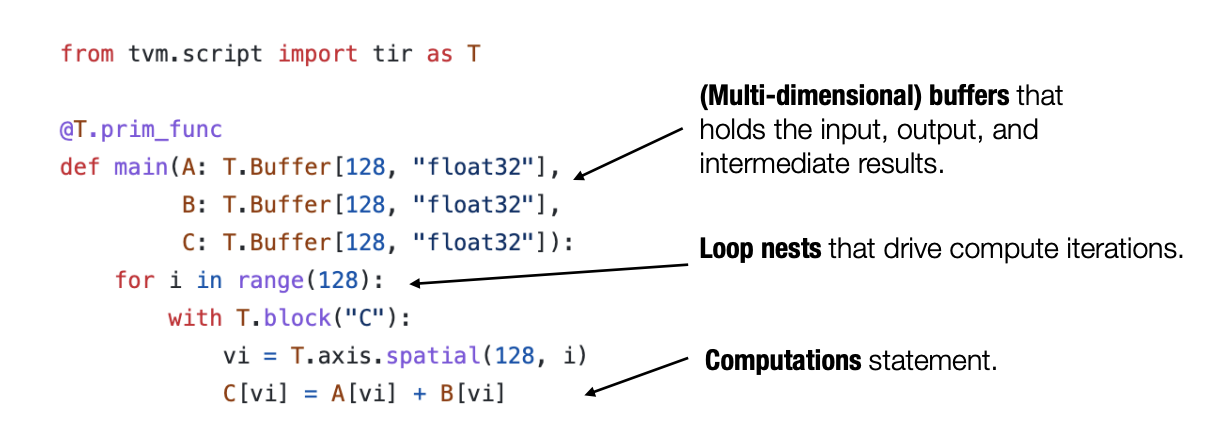 from tvm.script import tir as T
@T.prim_func
def main(A: T.Buffer[128, "float32"],
B: T.Buffer[128, "float32"],
C: T.Buffer[128, "float32"]):
for i in range(128):
with T.block("C"):
vi = T.axis.spatial(128, i)
C[vi] = A[vi] + B[vi]
(Multi-dimensional) buffers that
holds the input, output, and
intermediate results.
Loop nests that drive compute iterations.
Computations statement.